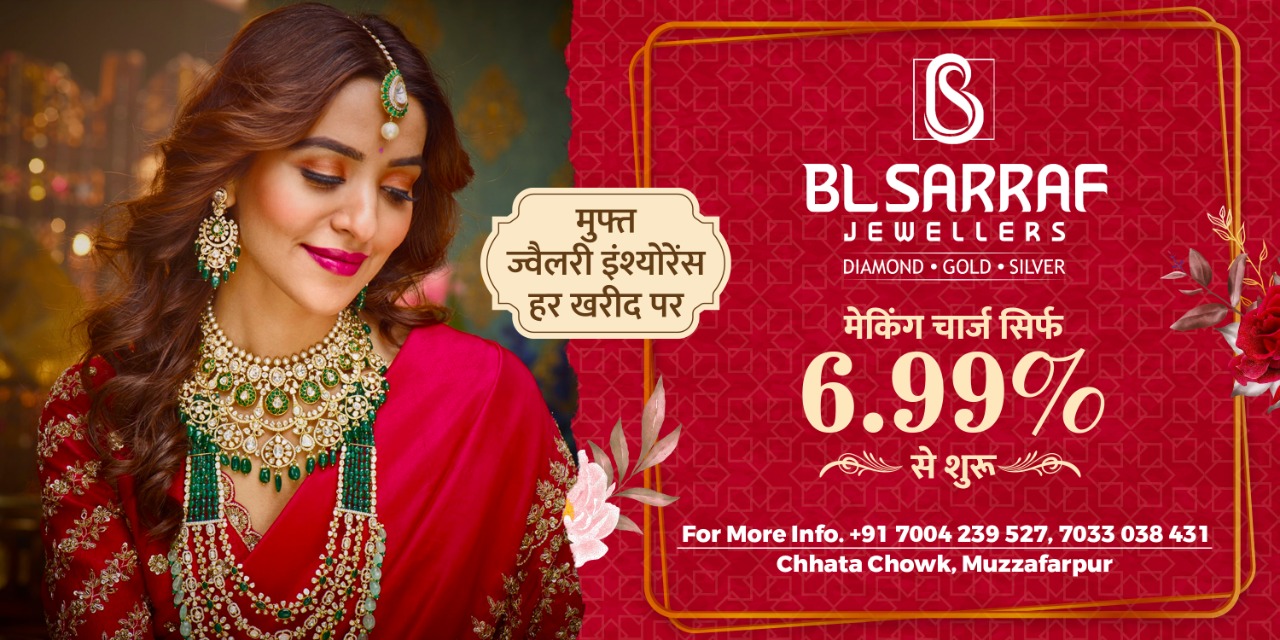 मुफ्त
ज्वैलरी इंश्योरेंस
हर खरीद पर
BL SARRAF
JEWELLERS
DIAMOND • GOLD • SILVER
मेकिंग चार्ज सिर्फ
6.99%
से शुरू
For More Info. +91 7004 239 527, 7033 038 431
Chhata Chowk, Muzzafarpur